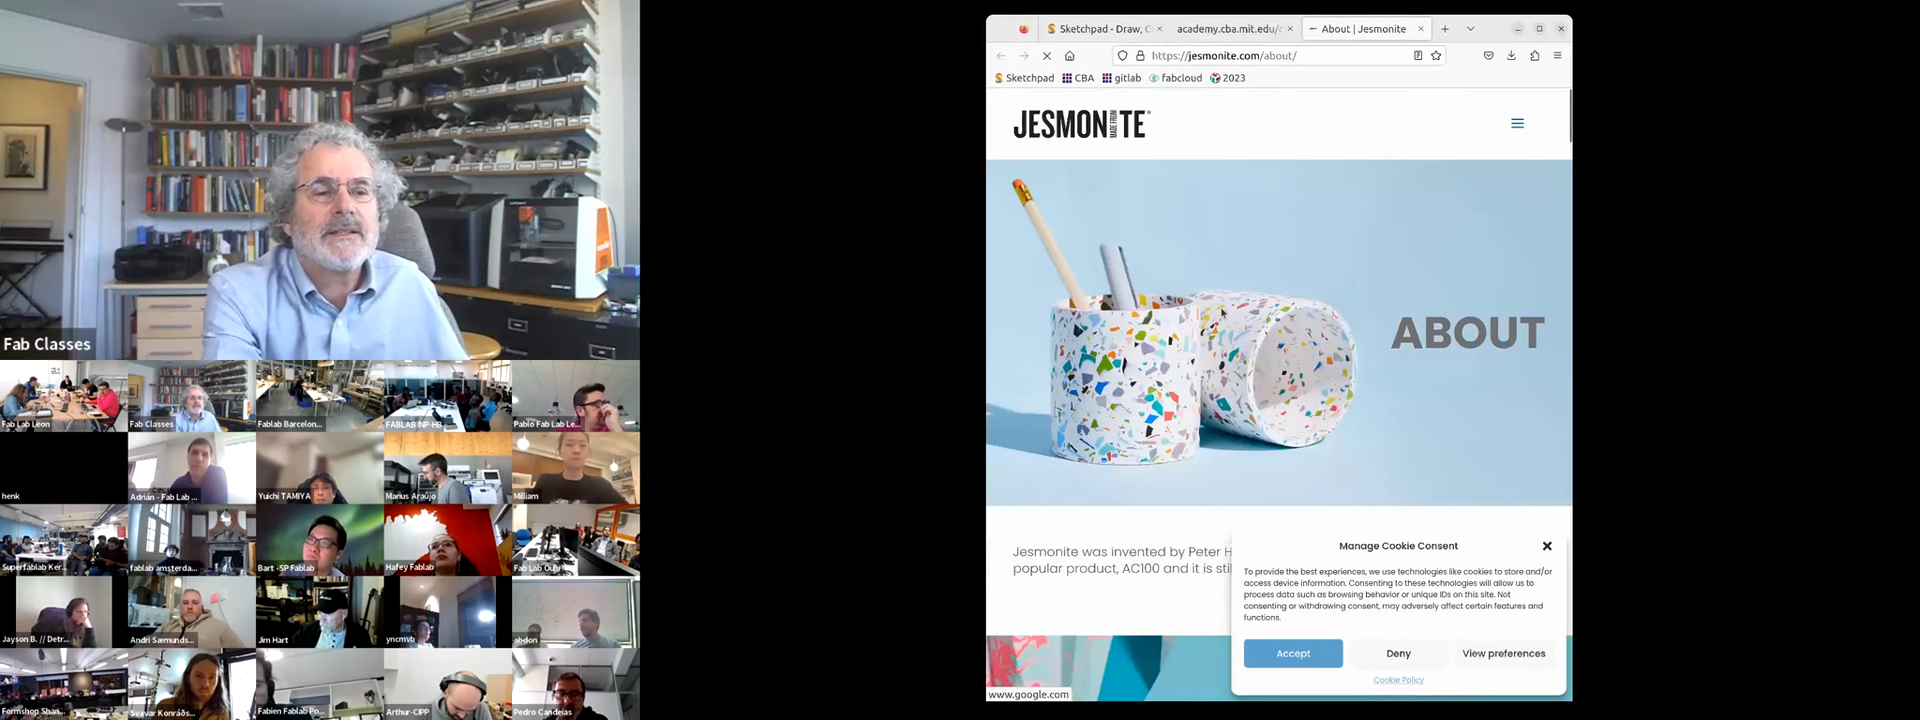 Fab Classes
Fab Lab Leon
Fab Classes
Fablab Barcelon...
FABLAB INP-HB
Pablo Fab Lab Le...
henk
Adrián - Fab Lab ...
Yuichi TAMIYA
Marius Araújo
Miliam
Superfablab Ker...
fablab amsterda...
Bart -SP Fablab
Hafey Fablab
Fab Lab Oulu
Jayson B. // Detr...
Andri Sæmunds...
Jim Hart
yncmvb
abdon
Formshop Shan...
Svavar Konráðs...
Fabien Fablab Po...
Arthur-CIPP
Pedro Candeias
Sketchpad - Draw, C
academy.cba.mit.edu/c
About | Jesmonite
https://jesmonite.com/about/
Sketchpad
CBA
gitlab
fabcloud
2023
JESMONITE
MADE FROM
ABOUT
Jesmonite was invented by Peter H
popular product, AC100 and it is stil
Manage Cookie Consent
To provide the best experiences, we use technologies like cookies to store and/or
access device information. Consenting to these technologies will allow us to
process data such as browsing behavior or unique IDs on this site. Not
consenting or withdrawing consent, may adversely affect certain features and
functions.
Accept
Deny
View preferences
Cookie Policy
www.google.com